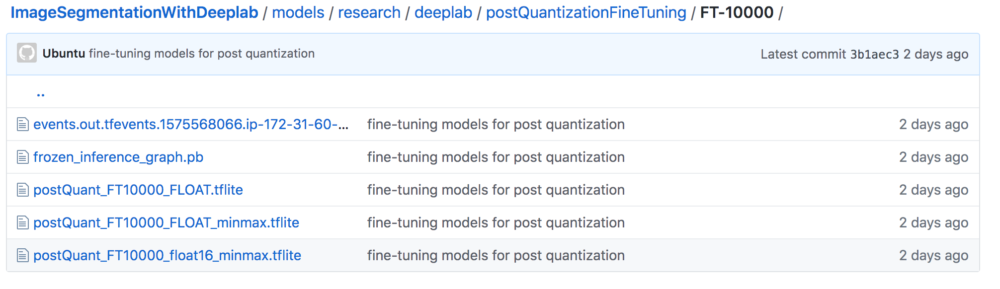 ImageSegmentationWithDeeplab / models / research / deeplab / postQuantizationFineTuning / FT-10000 /
Ubuntu fine-tuning models for post quantization Latest commit 3b1aec3 2 days ago
..
events.out.tfevents.1575568066.ip-172-31-60-... fine-tuning models for post quantization 2 days ago
frozen_inference_graph.pb fine-tuning models for post quantization 2 days ago
postQuant_FT10000_FLOAT.tflite fine-tuning models for post quantization 2 days ago
postQuant_FT10000_FLOAT_minmax.tflite fine-tuning models for post quantization 2 days ago
postQuant_FT10000_float16_minmax.tflite fine-tuning models for post quantization 2 days ago